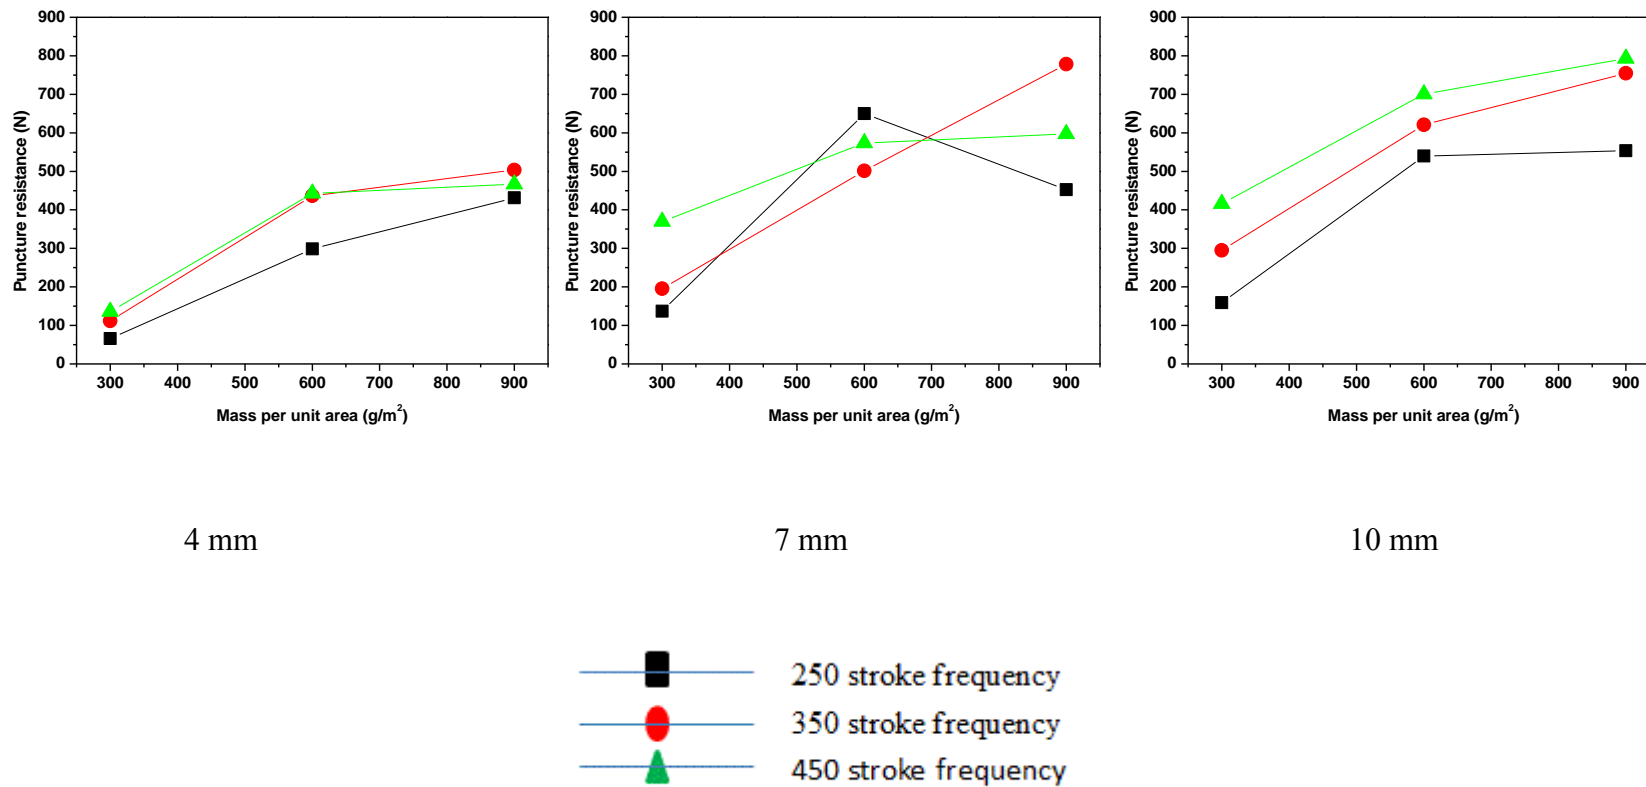 900
800
700
600
500
400
300
200
100
0
Puncture resistance (N)
300 400 500 600 700 800 900
Mass per unit area (g/m²)
900
800
700
600
500
400
300
200
100
0
Puncture resistance (N)
300 400 500 600 700 800 900
Mass per unit area (g/m²)
900
800
700
600
500
400
300
200
100
0
Puncture resistance (N)
300 400 500 600 700 800 900
Mass per unit area (g/m²)
4 mm
7 mm
10 mm
250 stroke frequency
350 stroke frequency
450 stroke frequency